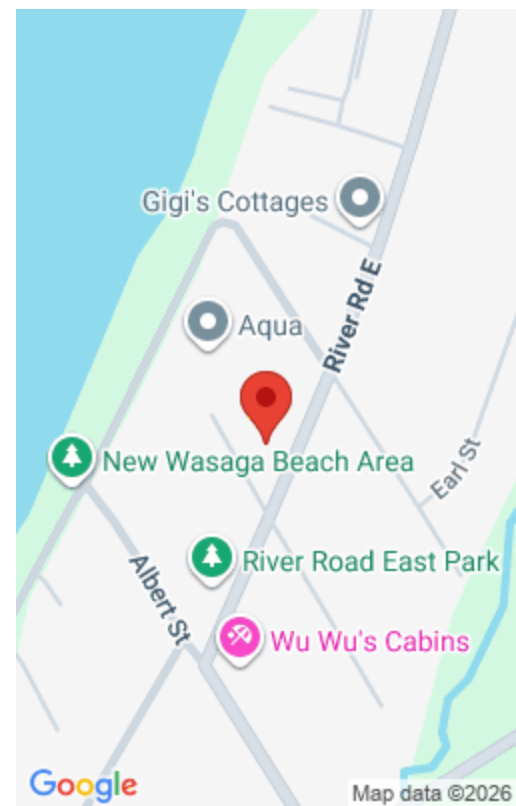 Gigi's Cottages
River Rd E
Aqua
New Wasaga Beach Area
Earl St
River Road East Park
Albert St
Wu Wu's Cabins
Google
Map data ©2026